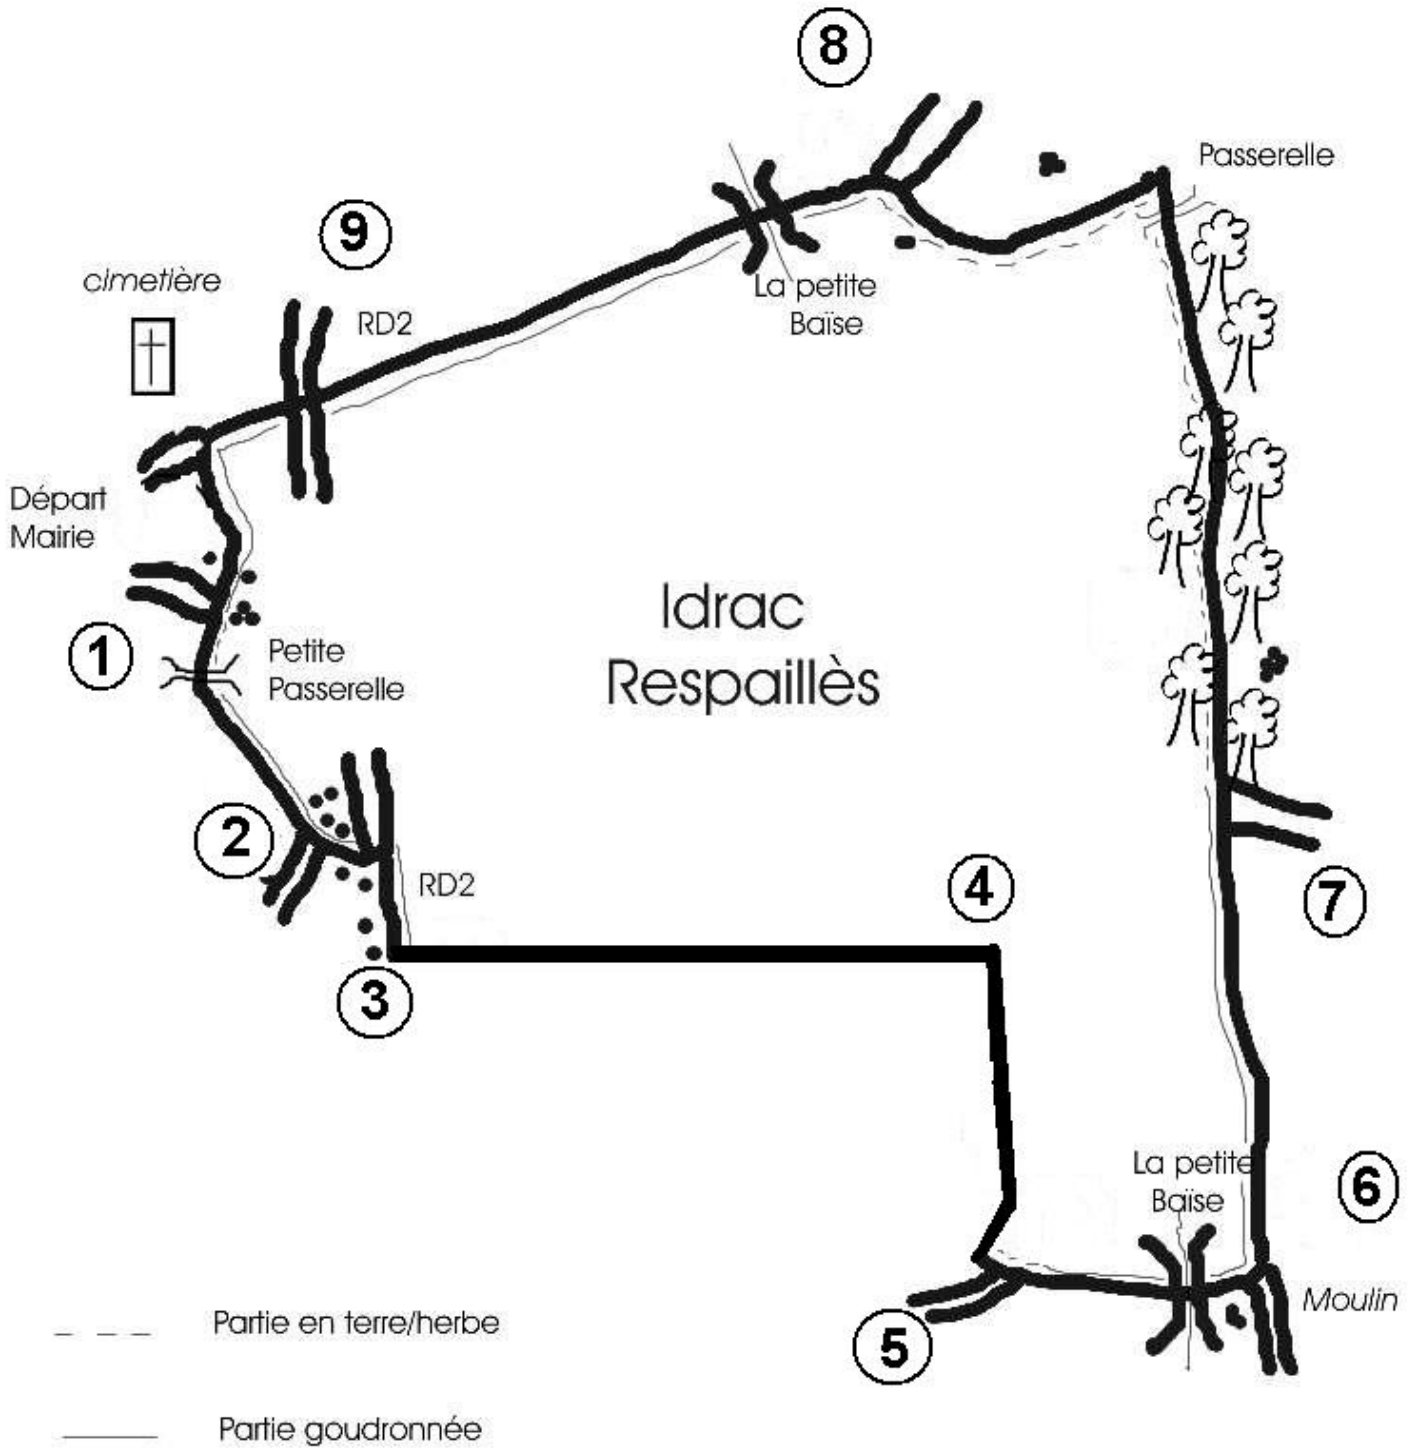 8
Passerelle
9
cimetière
RD2
La petite
Baïse
Départ
Mairie
Idrac
Respaillès
1
Petite
Passerelle
2
RD2
4
7
3
La petite
Baïse
6
Moulin
5
Partie en terre/herbe
Partie goudronnée